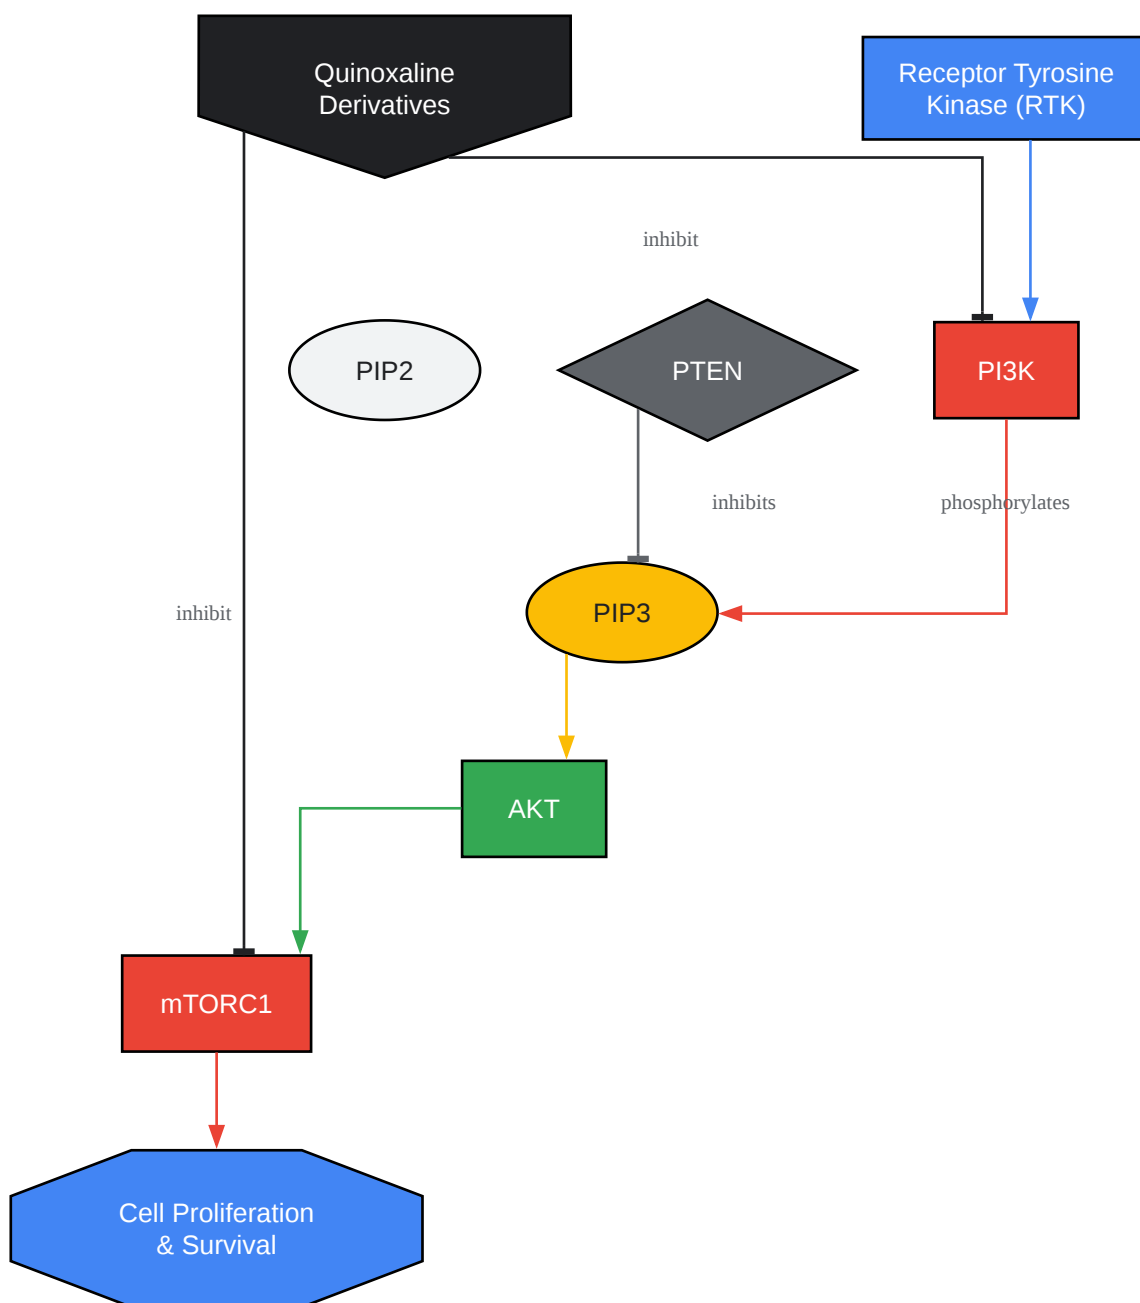 Quinoxaline
Derivatives
Receptor Tyrosine
Kinase (RTK)
inhibit
PIP2
PTEN
PI3K
inhibits
phosphorylates
inhibit
PIP3
AKT
mTORC1
Cell Proliferation
& Survival